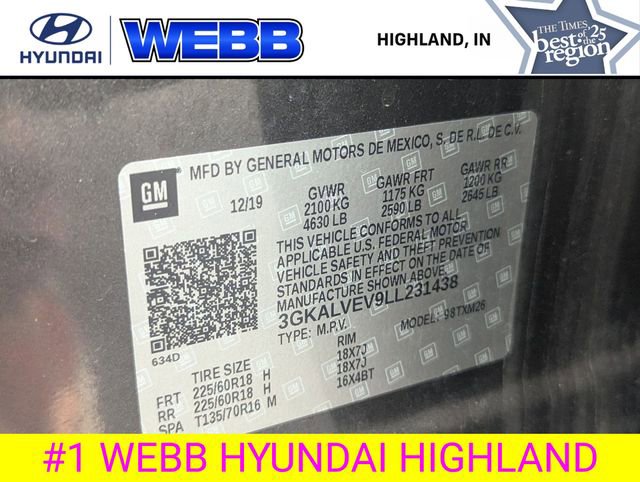 HYUNDAI
WEBB
HIGHLAND, IN
THE TIMES
best of the 25
region
GM
MFD BY GENERAL MOTORS DE MEXICO, S. DE R.L. DE C.V.
12/19
GVWR GAWR FRT GAWR RR
2100 KG 1175 KG 1200 KG
4630 LB 2590 LB 2645 LB
THIS VEHICLE CONFORMS TO ALL
APPLICABLE U.S. FEDERAL MOTOR
VEHICLE SAFETY AND THEFT PREVENTION
STANDARDS IN EFFECT ON THE DATE OF
MANUFACTURE SHOWN ABOVE.
3GKALVEV9LL231438
TYPE: M.P.V. MODEL: 98TXM26
634D
TIRE SIZE RIM
FRT 225/60R18 H 18X7J
RR 225/60R18 H 18X7J
SPA T135/70R16 M 16X4BT
#1 WEBB HYUNDAI HIGHLAND